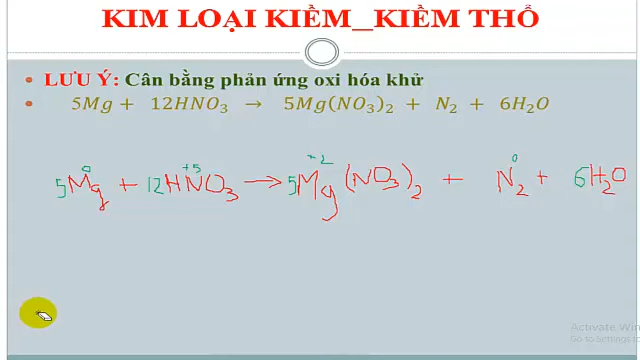 KIM LOẠI KIỀM_KIỀM THỔ
• LƯU Ý: Cân bằng phản ứng oxi hóa khử
• 5Mg + 12HNO₃ → 5Mg(NO₃)₂ + N₂ + 6H₂O
0 +5 +2 0
5Mg + 12HNO₃ → 5Mg(NO₃)₂ + N₂ + 6H₂O
Activate Win
Go to Settings to